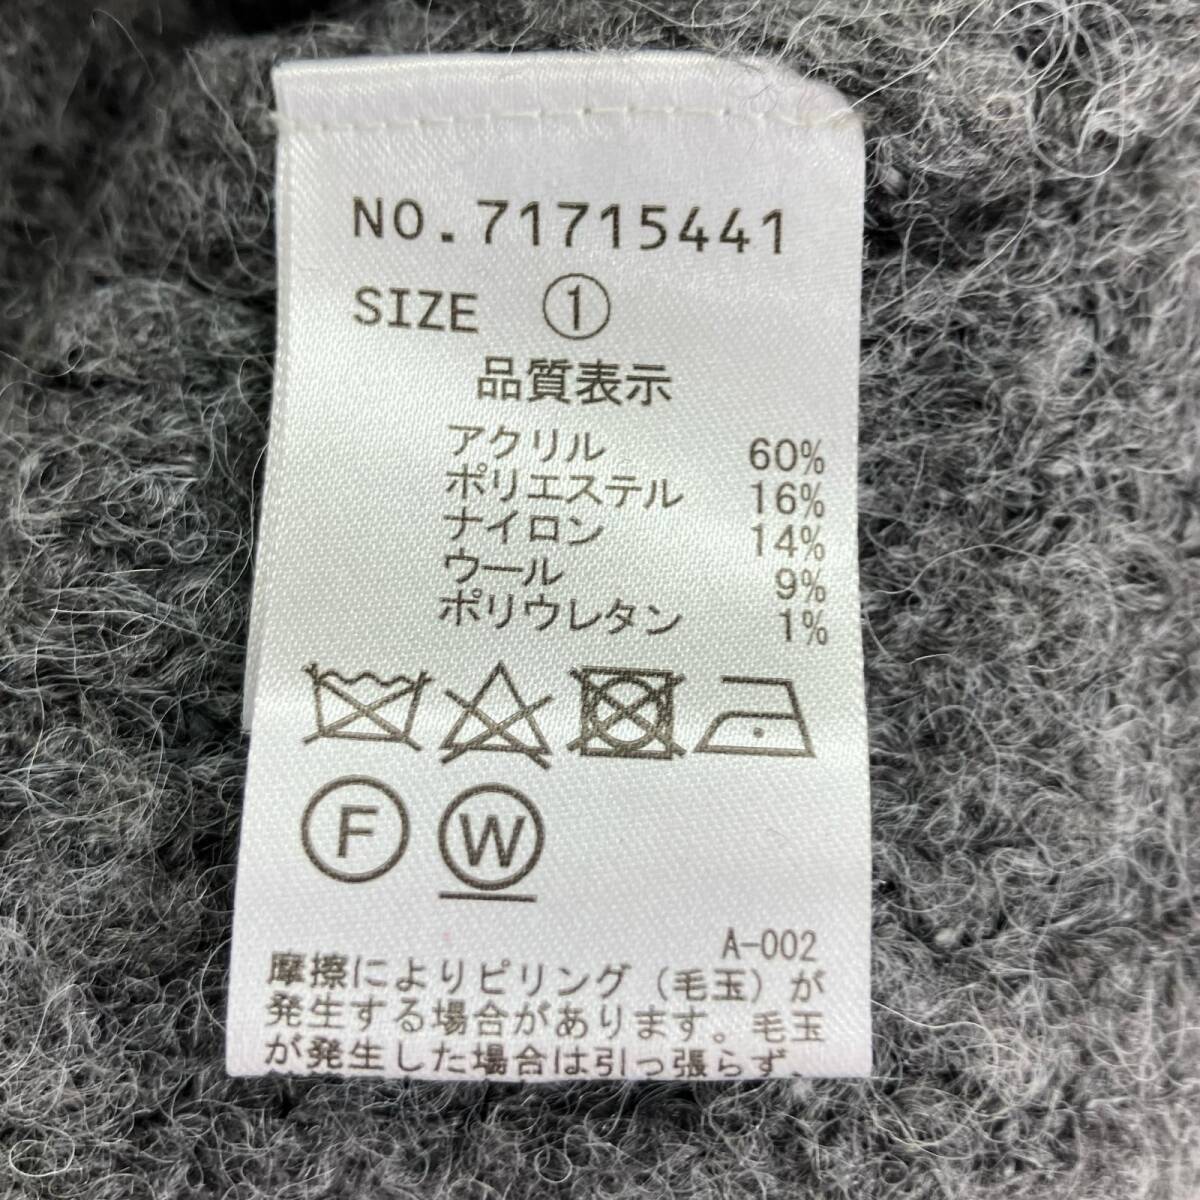 NO.71715441
SIZE ①
品質表示
アクリル 60%
ポリエステル 16%
ナイロン 14%
ウール 9%
ポリウレタン 1%
F W
A-002
摩擦によりピリング（毛玉）が
発生する場合があります。毛玉
が発生した場合は引っ張らず、